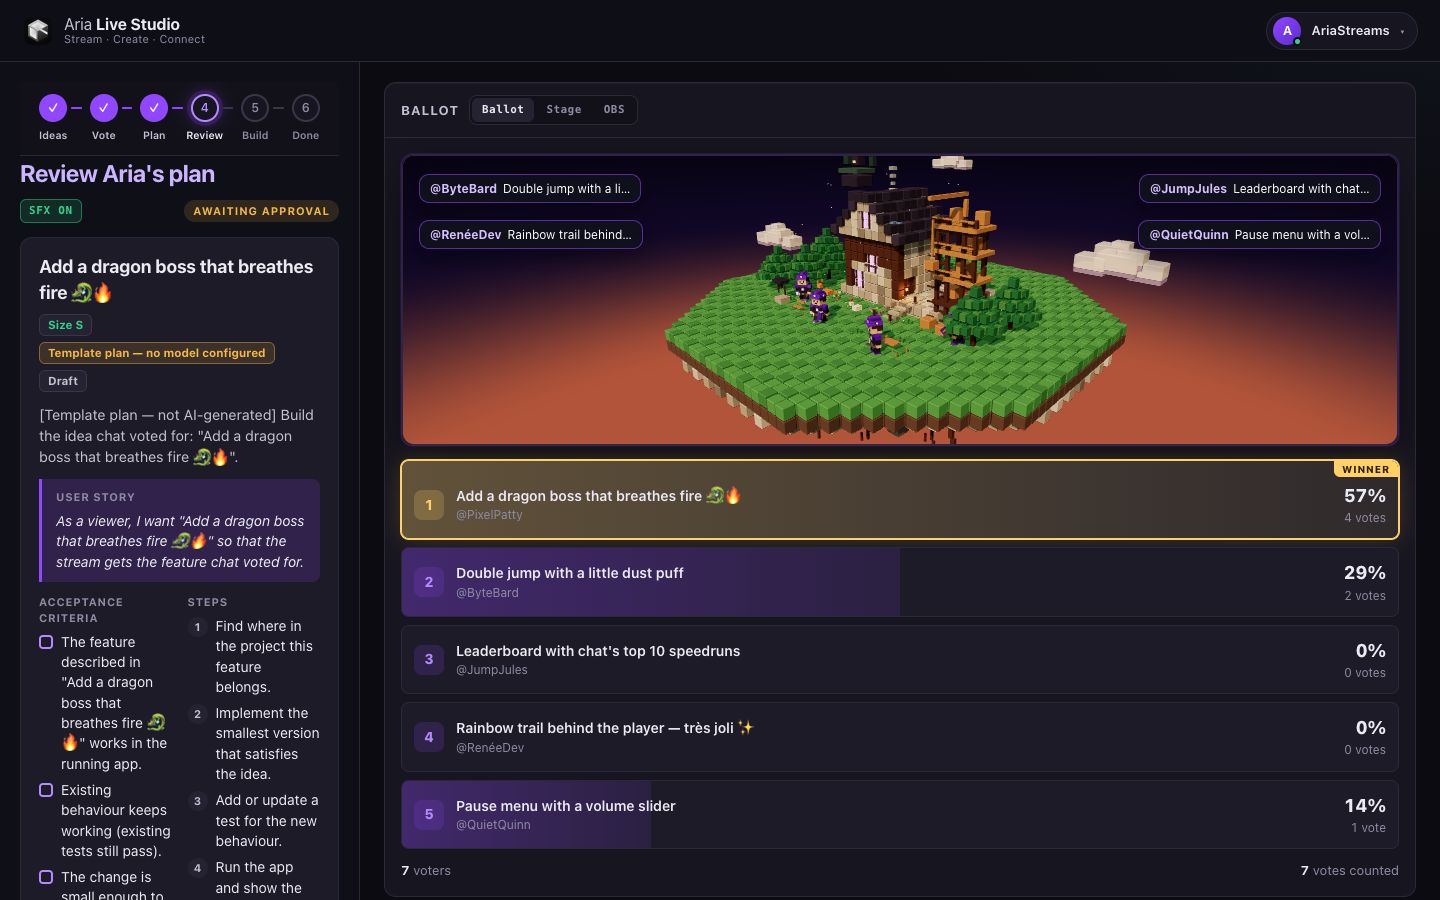 Aria Live Studio
Stream · Create · Connect
A
AriaStreams
4
5
6
Ideas
Vote
Plan
Review
Build
Done
Review Aria's plan
SFX ON
AWAITING APPROVAL
Add a dragon boss that breathes
fire 🐉🔥
Size S
Template plan — no model configured
Draft
[Template plan — not AI-generated] Build
the idea chat voted for: "Add a dragon
boss that breathes fire 🐉🔥".
USER STORY
As a viewer, I want "Add a dragon boss
that breathes fire 🐉🔥" so that the
stream gets the feature chat voted for.
ACCEPTANCE
CRITERIA
The feature
described in
"Add a dragon
boss that
breathes fire 🐉
🔥" works in the
running app.
Existing
behaviour keeps
working (existing
tests still pass).
The change is
small enough to
STEPS
1 Find where in
the project this
feature
belongs.
2 Implement the
smallest version
that satisfies
the idea.
3 Add or update a
test for the new
behaviour.
4 Run the app
and show the
BALLOT
Ballot
Stage
OBS
@ByteBard Double jump with a li...
@JumpJules Leaderboard with chat...
@RenéeDev Rainbow trail behind...
@QuietQuinn Pause menu with a vol...
WINNER
1
Add a dragon boss that breathes fire 🐉🔥
@PixelPatty
57%
4 votes
2
Double jump with a little dust puff
@ByteBard
29%
2 votes
3
Leaderboard with chat's top 10 speedruns
@JumpJules
0%
0 votes
4
Rainbow trail behind the player — très joli ✨
@RenéeDev
0%
0 votes
5
Pause menu with a volume slider
@QuietQuinn
14%
1 vote
7 voters
7 votes counted